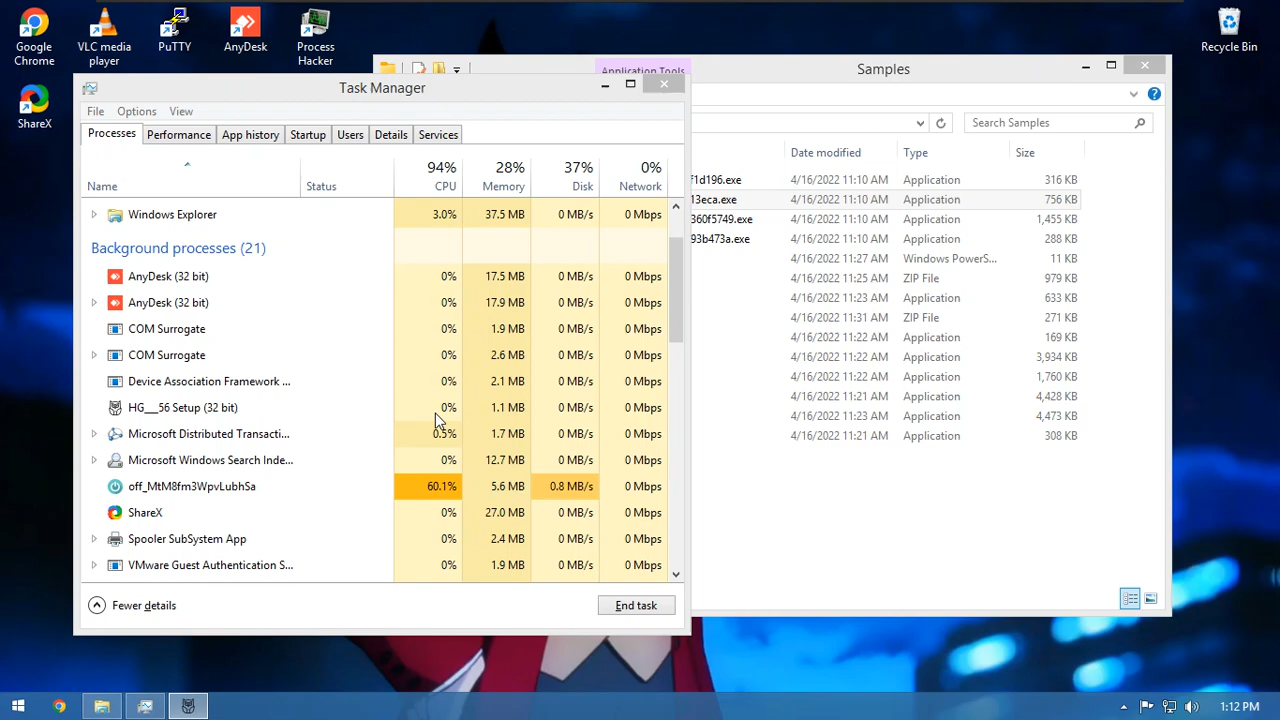 Google
Chrome
VLC media
player
PuTTY
AnyDesk
Process
Hacker
Recycle Bin
ShareX
Application Tools
Samples
Search Samples
Date modified Type Size
f1d196.exe 4/16/2022 11:10 AM Application 316 KB
13eca.exe 4/16/2022 11:10 AM Application 756 KB
360f5749.exe 4/16/2022 11:10 AM Application 1,455 KB
93b473a.exe 4/16/2022 11:10 AM Application 288 KB
4/16/2022 11:27 AM Windows PowerS... 11 KB
4/16/2022 11:25 AM ZIP File 979 KB
4/16/2022 11:23 AM Application 633 KB
4/16/2022 11:31 AM ZIP File 271 KB
4/16/2022 11:22 AM Application 169 KB
4/16/2022 11:22 AM Application 3,934 KB
4/16/2022 11:22 AM Application 1,760 KB
4/16/2022 11:21 AM Application 4,428 KB
4/16/2022 11:23 AM Application 4,473 KB
4/16/2022 11:21 AM Application 308 KB
Task Manager
File Options View
Processes Performance App history Startup Users Details Services
94% 28% 37% 0%
Name Status CPU Memory Disk Network
Windows Explorer 3.0% 37.5 MB 0 MB/s 0 Mbps
Background processes (21)
AnyDesk (32 bit) 0% 17.5 MB 0 MB/s 0 Mbps
AnyDesk (32 bit) 0% 17.9 MB 0 MB/s 0 Mbps
COM Surrogate 0% 1.9 MB 0 MB/s 0 Mbps
COM Surrogate 0% 2.6 MB 0 MB/s 0 Mbps
Device Association Framework ... 0% 2.1 MB 0 MB/s 0 Mbps
HG___56 Setup (32 bit) 0% 1.1 MB 0 MB/s 0 Mbps
Microsoft Distributed Transacti... 0.5% 1.7 MB 0 MB/s 0 Mbps
Microsoft Windows Search Inde... 0% 12.7 MB 0 MB/s 0 Mbps
off_MtM8fm3WpvLubhSa 60.1% 5.6 MB 0.8 MB/s 0 Mbps
ShareX 0% 27.0 MB 0 MB/s 0 Mbps
Spooler SubSystem App 0% 2.4 MB 0 MB/s 0 Mbps
VMware Guest Authentication S... 0% 1.9 MB 0 MB/s 0 Mbps
Fewer details
End task
1:12 PM